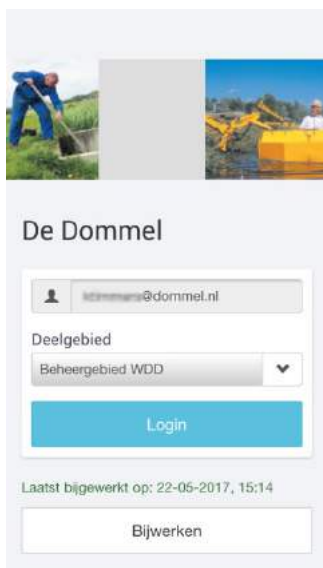 De Dommel
@dommel.nl
Deelgebied
Beheergebied WDD
Login
Laatst bijgewerkt op: 22-05-2017, 15:14
Bijwerken